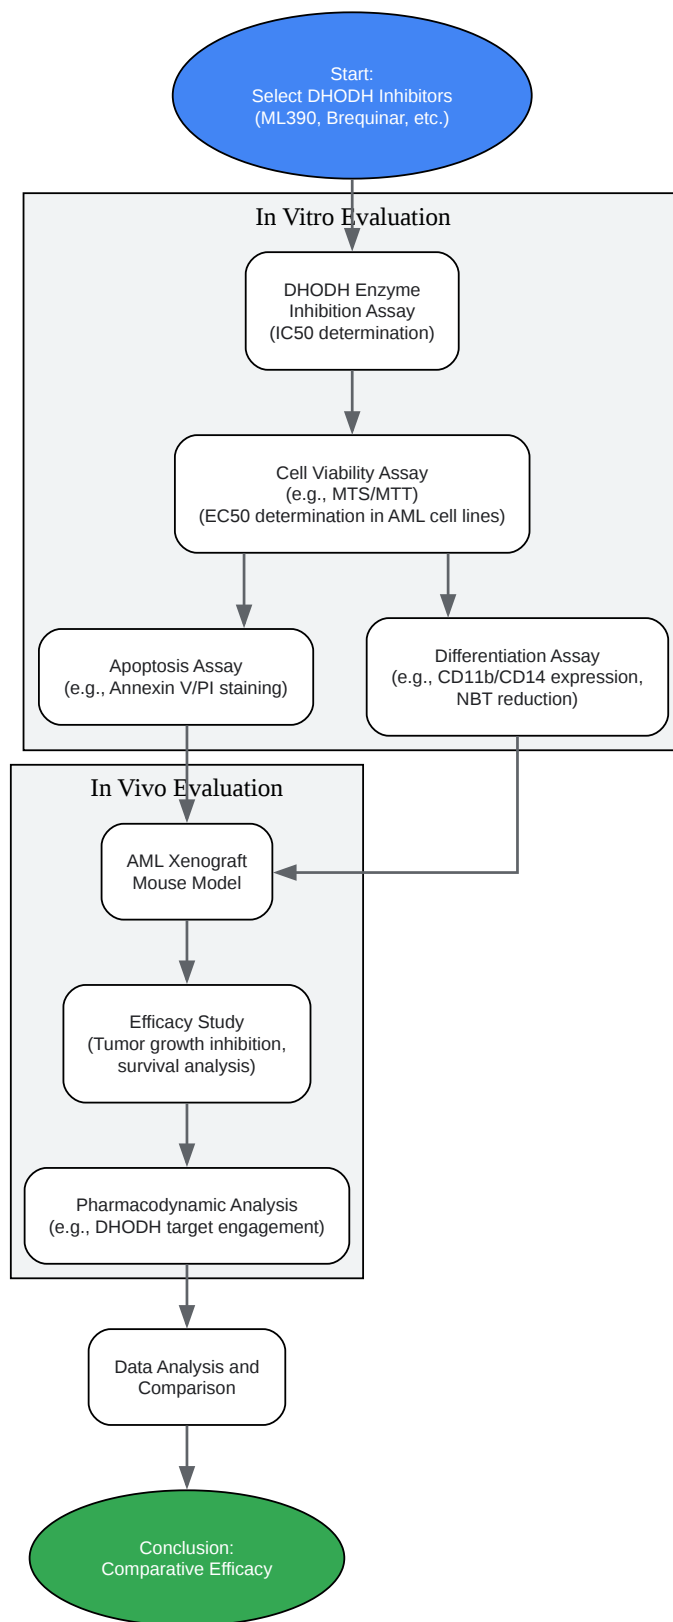 Start:
Select DHODH Inhibitors
(ML390, Brequinar, etc.)
In Vitro Evaluation
DHODH Enzyme
Inhibition Assay
(IC50 determination)
Cell Viability Assay
(e.g., MTS/MTT)
(EC50 determination in AML cell lines)
Apoptosis Assay
(e.g., Annexin V/PI staining)
Differentiation Assay
(e.g., CD11b/CD14 expression,
NBT reduction)
In Vivo Evaluation
AML Xenograft
Mouse Model
Efficacy Study
(Tumor growth inhibition,
survival analysis)
Pharmacodynamic Analysis
(e.g., DHODH target engagement)
Data Analysis and
Comparison
Conclusion:
Comparative Efficacy